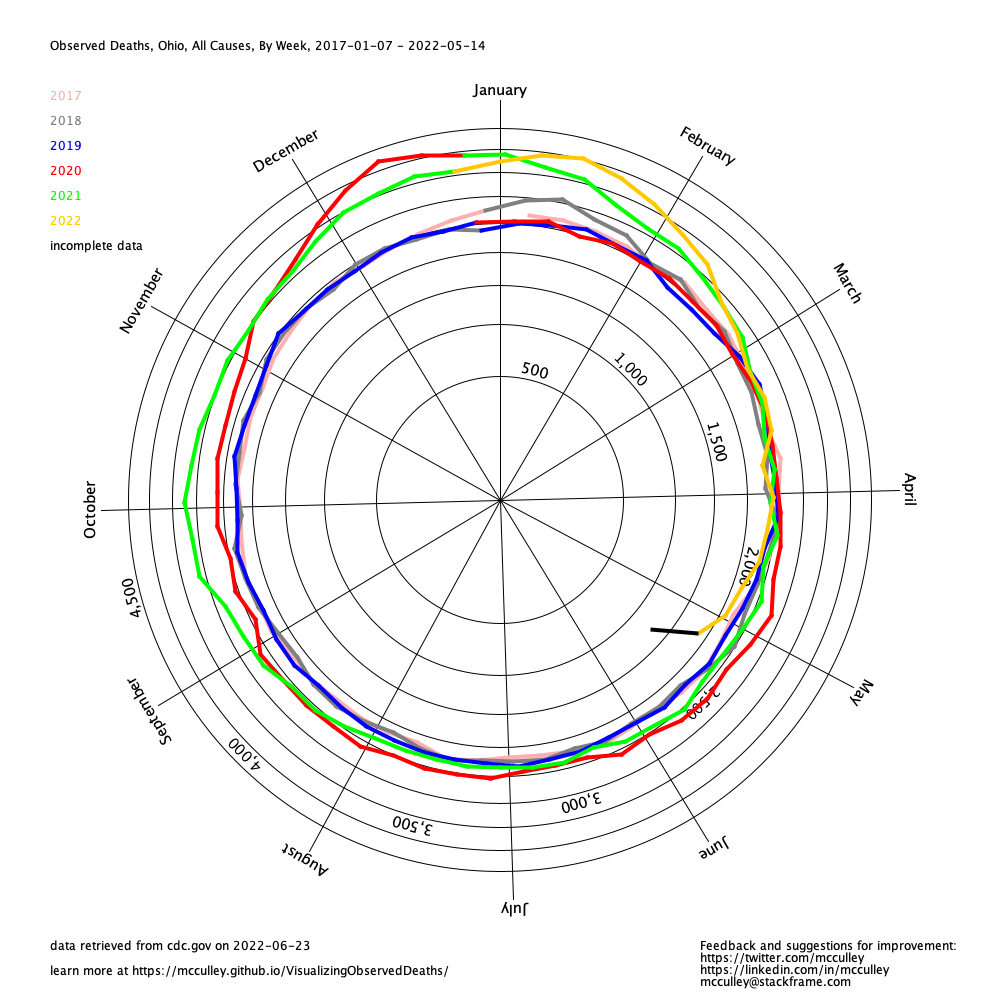 Observed Deaths, Ohio, All Causes, By Week, 2017-01-07 - 2022-05-14
2017
2018
2019
2020
2021
2022
incomplete data
January
February
March
April
May
June
July
August
September
October
November
December
500
1,000
1,500
2,000
2,500
3,000
3,500
4,000
4,500
data retrieved from cdc.gov on 2022-06-23
learn more at https://mcculley.github.io/VisualizingObservedDeaths/
Feedback and suggestions for improvement:
https://twitter.com/mcculley
https://linkedin.com/in/mcculley
mcculley@stackframe.com